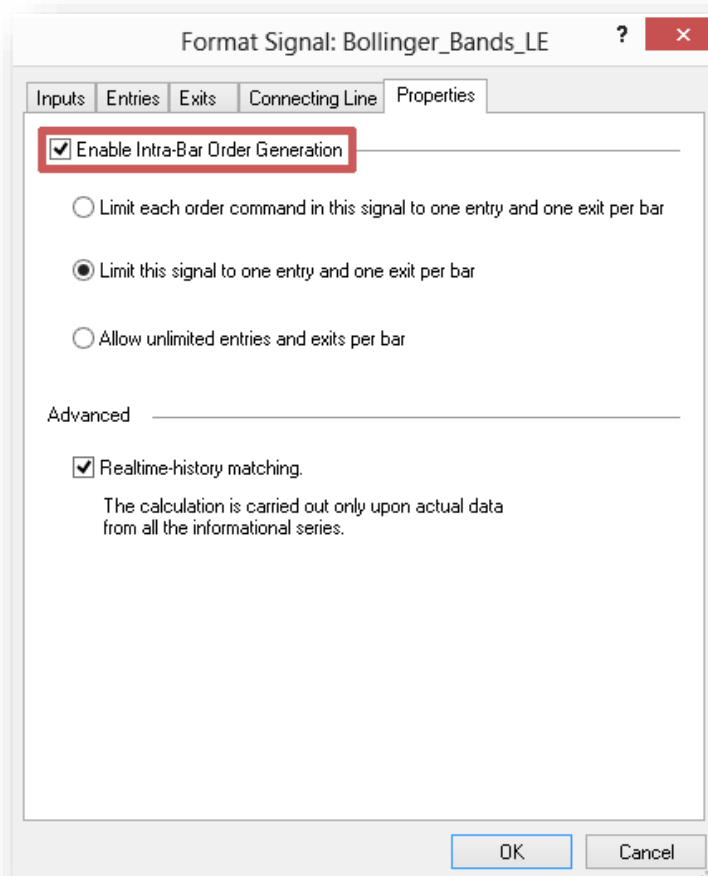 Format Signal: Bollinger_Bands_LE ?
Inputs Entries Exits Connecting Line Properties
Enable Intra-Bar Order Generation
Limit each order command in this signal to one entry and one exit per bar
Limit this signal to one entry and one exit per bar
Allow unlimited entries and exits per bar
Advanced
Realtime-history matching.
The calculation is carried out only upon actual data
from all the informational series.
OK Cancel